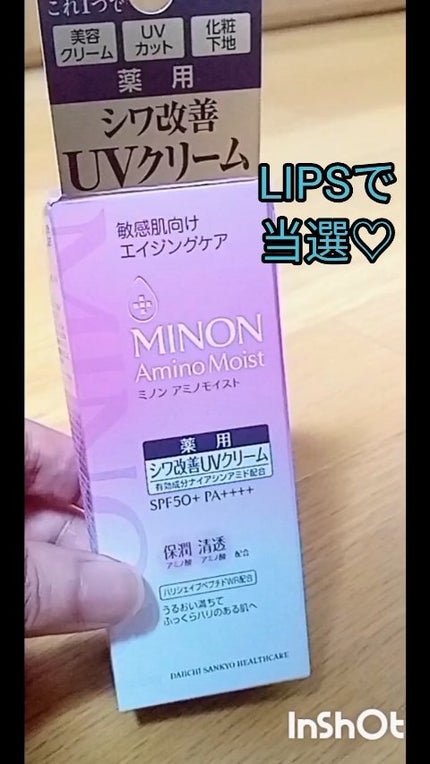 これ1つで
美容
クリーム
UV
カット
化粧
下地
薬用
シワ改善
UVクリーム
LIPSで
当選♡
敏感肌向け
エイジングケア
MINON
Amino Moist
ミノン アミノモイスト
薬用
シワ改善UVクリーム
有効成分ナイアシンアミド配合
SPF50+ PA++++
保潤 清透
アミノ酸 アミノ酸 配合
ハリシェイプペプチドWR配合
うるおい満ちて
ふっくらハリのある肌へ
DAIICHI SANKYO HEALTHCARE
InShOt